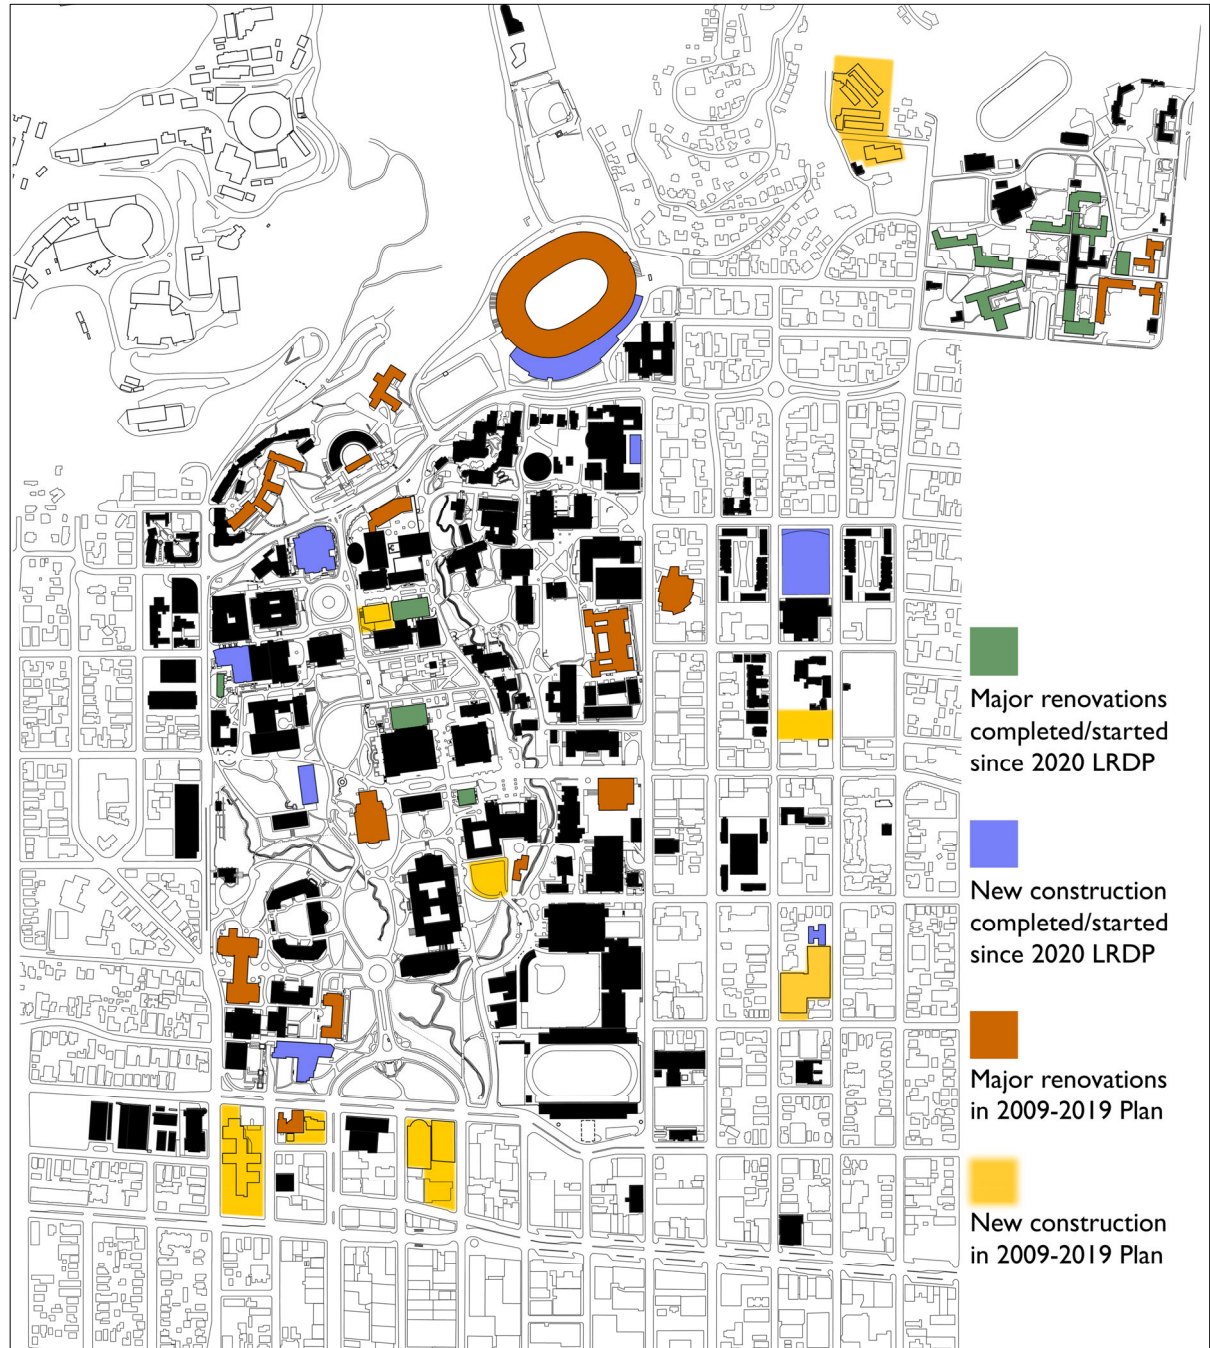 Major renovations
completed/started
since 2020 LRDP
New construction
completed/started
since 2020 LRDP
Major renovations
in 2009-2019 Plan
New construction
in 2009-2019 Plan